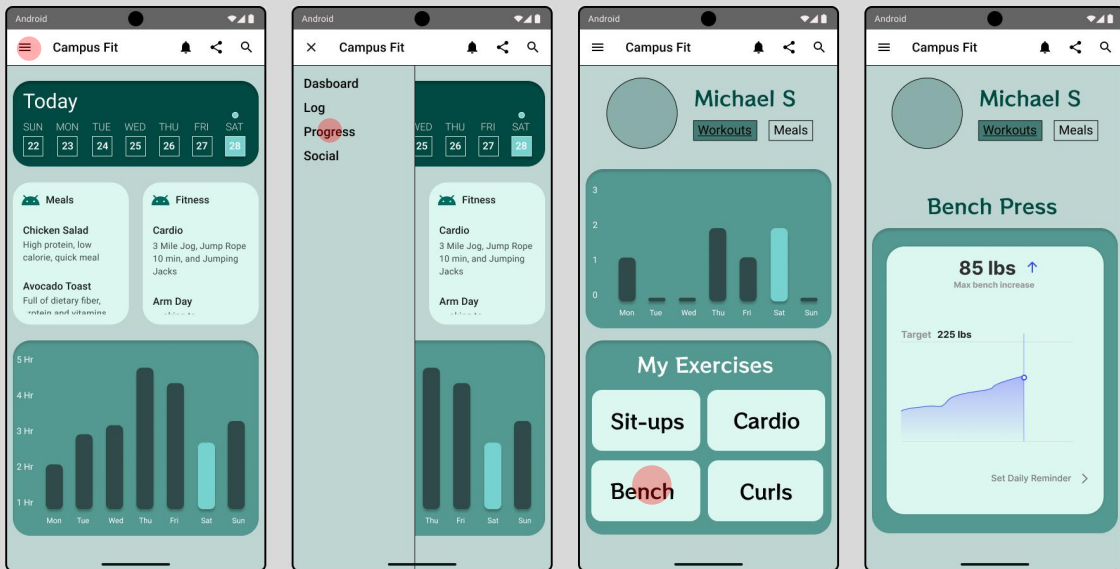 Android
Campus Fit
Today
SUN MON TUE WED THU FRI SAT
22 23 24 25 26 27 28
Meals
Chicken Salad
High protein, low
calorie, quick meal
Avocado Toast
Full of dietary fiber,
protein and vitamins
Fitness
Cardio
3 Mile Jog, Jump Rope
10 min, and Jumping
Jacks
Arm Day
5 Hr
4 Hr
3 Hr
2 Hr
1 Hr
Mon Tue Wed Thu Fri Sat Sun
Android
Campus Fit
Dasboard
Log
Progress
Social
WED THU FRI SAT
25 26 27 28
Fitness
Cardio
3 Mile Jog, Jump Rope
10 min, and Jumping
Jacks
Arm Day
Thu Fri Sat Sun
Android
Campus Fit
Michael S
Workouts Meals
3
2
1
0
Mon Tue Wed Thu Fri Sat Sun
My Exercises
Sit-ups Cardio
Bench Curls
Android
Campus Fit
Michael S
Workouts Meals
Bench Press
85 lbs ↑
Max bench increase
Target 225 lbs
Set Daily Reminder >